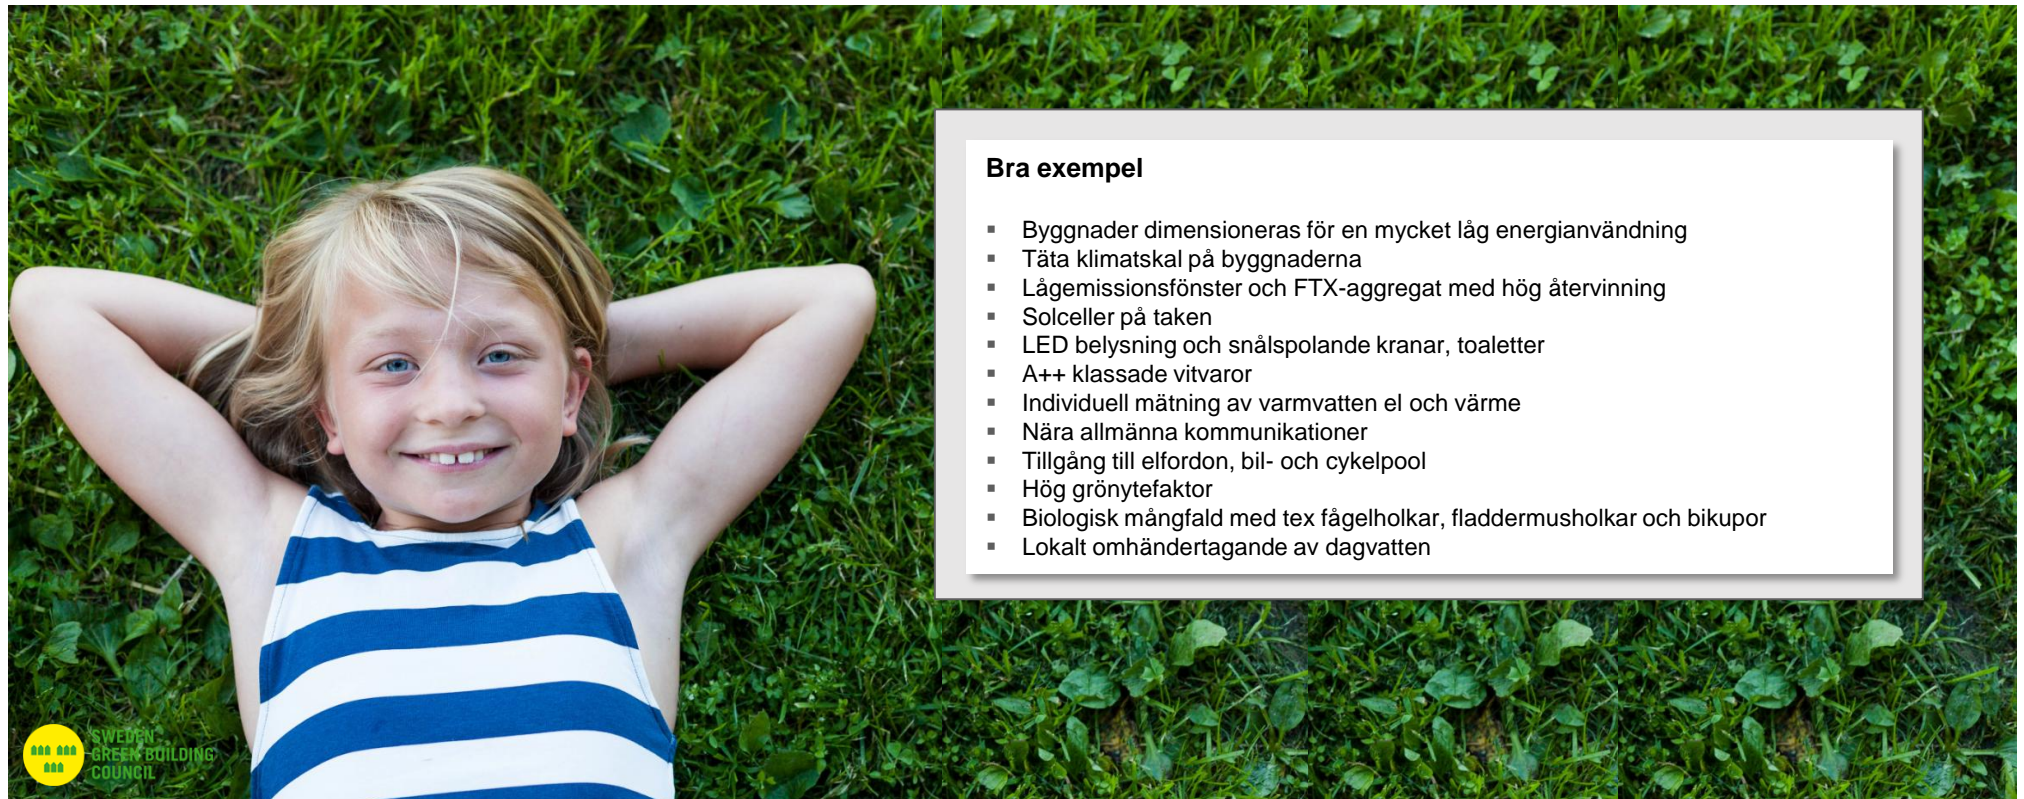 Bra exempel
▪ Byggnader dimensioneras för en mycket låg energianvändning
▪ Täta klimatskal på byggnaderna
▪ Lågemissionsfönster och FTX-aggregat med hög återvinning
▪ Solceller på taken
▪ LED belysning och snålspolande kranar, toaletter
▪ A++ klassade vitvaror
▪ Individuell mätning av varmvatten el och värme
▪ Nära allmänna kommunikationer
▪ Tillgång till elfordon, bil- och cykelpool
▪ Hög grönytefaktor
▪ Biologisk mångfald med tex fågelholkar, fladdermusholkar och bikupor
▪ Lokalt omhändertagande av dagvatten
SWEDEN
GREEN BUILDING
COUNCIL